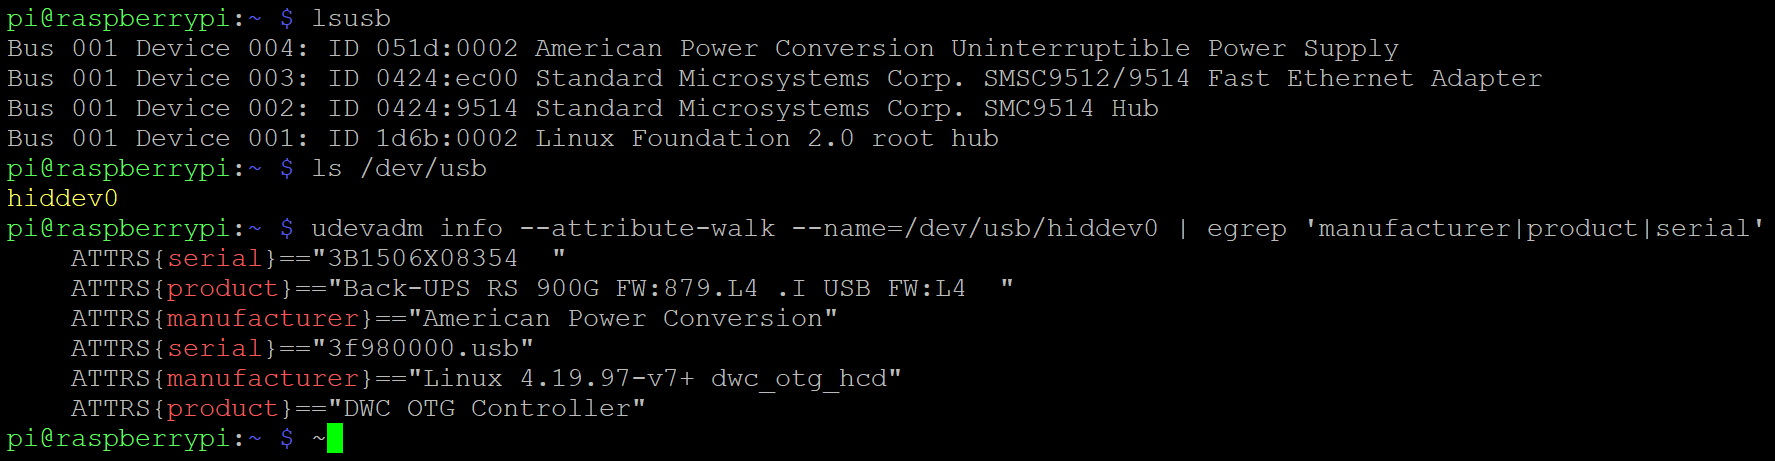 pi@raspberrypi:~ $ lsusb
Bus 001 Device 004: ID 051d:0002 American Power Conversion Uninterruptible Power Supply
Bus 001 Device 003: ID 0424:ec00 Standard Microsystems Corp. SMSC9512/9514 Fast Ethernet Adapter
Bus 001 Device 002: ID 0424:9514 Standard Microsystems Corp. SMC9514 Hub
Bus 001 Device 001: ID 1d6b:0002 Linux Foundation 2.0 root hub
pi@raspberrypi:~ $ ls /dev/usb
hiddev0
pi@raspberrypi:~ $ udevadm info --attribute-walk --name=/dev/usb/hiddev0 | egrep 'manufacturer|product|serial'
    ATTRS{serial}=="3B1506X08354  "
    ATTRS{product}=="Back-UPS RS 900G FW:879.L4 .I USB FW:L4  "
    ATTRS{manufacturer}=="American Power Conversion"
    ATTRS{serial}=="3f980000.usb"
    ATTRS{manufacturer}=="Linux 4.19.97-v7+ dwc_otg_hcd"
    ATTRS{product}=="DWC OTG Controller"
pi@raspberrypi:~ $ ~